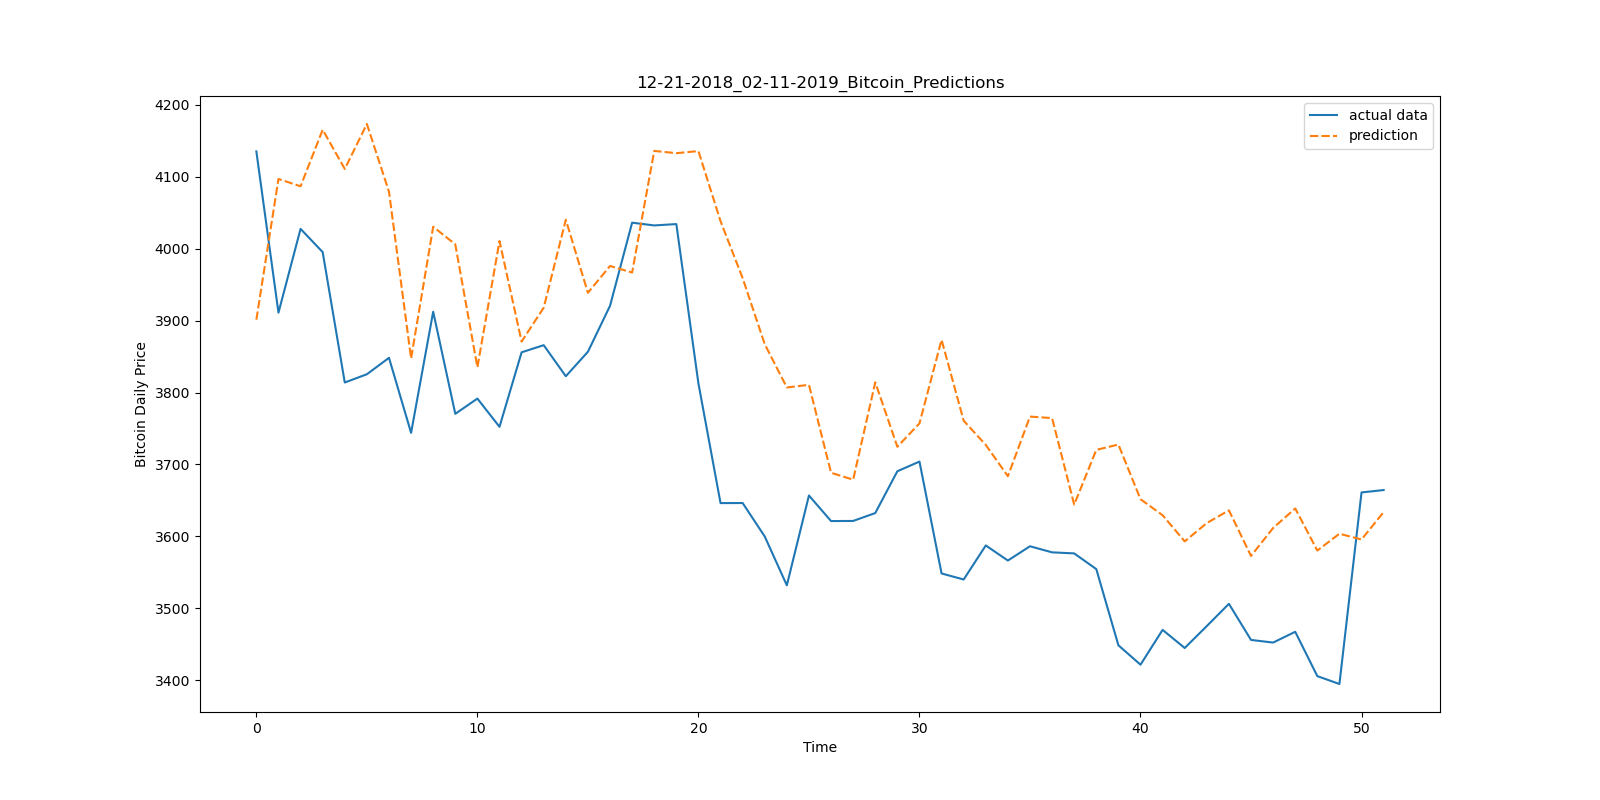 12-21-2018_02-11-2019_Bitcoin_Predictions
actual data
prediction
Bitcoin Daily Price
4200
4100
4000
3900
3800
3700
3600
3500
3400
0 10 20 30 40 50
Time